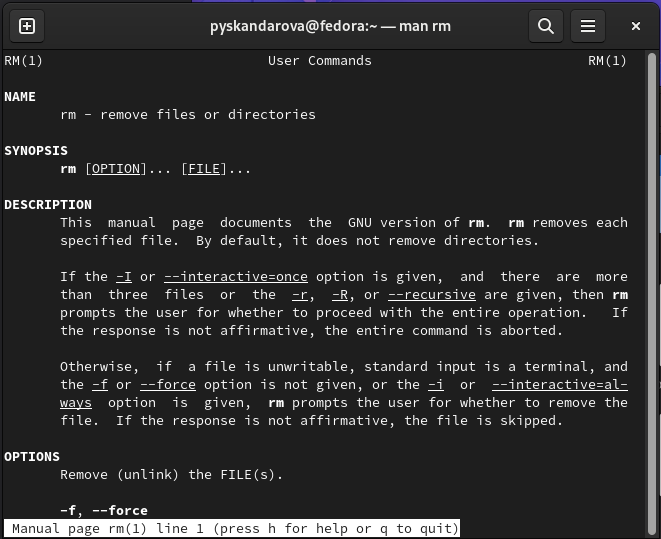 pyskandarova@fedora:~ — man rm
RM(1) User Commands RM(1)
NAME
rm - remove files or directories
SYNOPSIS
rm [OPTION]... [FILE]...
DESCRIPTION
This manual page documents the GNU version of rm. rm removes each
specified file. By default, it does not remove directories.
If the -I or --interactive=once option is given, and there are more
than three files or the -r, -R, or --recursive are given, then rm
prompts the user for whether to proceed with the entire operation. If
the response is not affirmative, the entire command is aborted.
Otherwise, if a file is unwritable, standard input is a terminal, and
the -f or --force option is not given, or the -i or --interactive=al-
ways option is given, rm prompts the user for whether to remove the
file. If the response is not affirmative, the file is skipped.
OPTIONS
Remove (unlink) the FILE(s).
-f, --force
Manual page rm(1) line 1 (press h for help or q to quit)